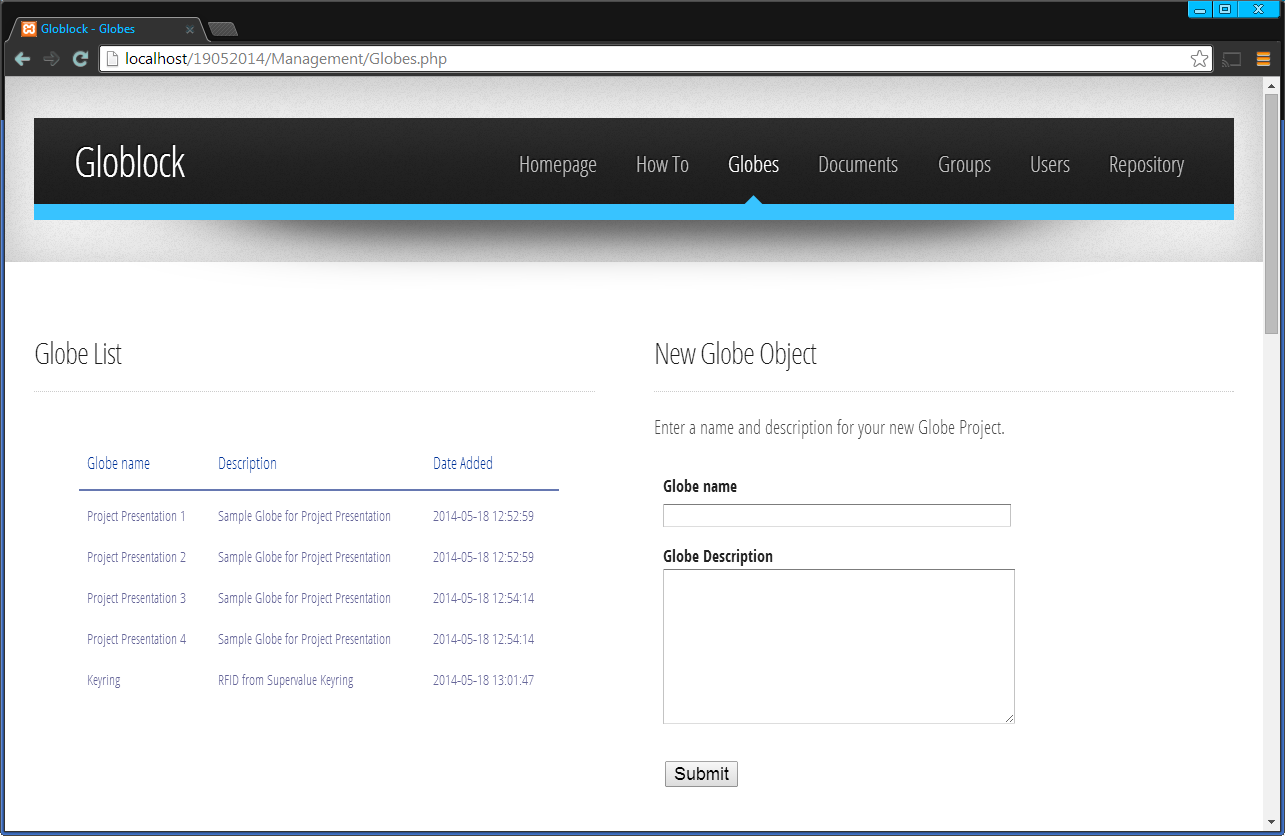 Globlock - Globes
localhost/19052014/Management/Globes.php
Globlock
Homepage How To Globes Documents Groups Users Repository
Globe List
Globe name Description Date Added
Project Presentation 1 Sample Globe for Project Presentation 2014-05-18 12:52:59
Project Presentation 2 Sample Globe for Project Presentation 2014-05-18 12:52:59
Project Presentation 3 Sample Globe for Project Presentation 2014-05-18 12:54:14
Project Presentation 4 Sample Globe for Project Presentation 2014-05-18 12:54:14
Keyring RFID from Supervalue Keyring 2014-05-18 13:01:47
New Globe Object
Enter a name and description for your new Globe Project.
Globe name
Globe Description
Submit